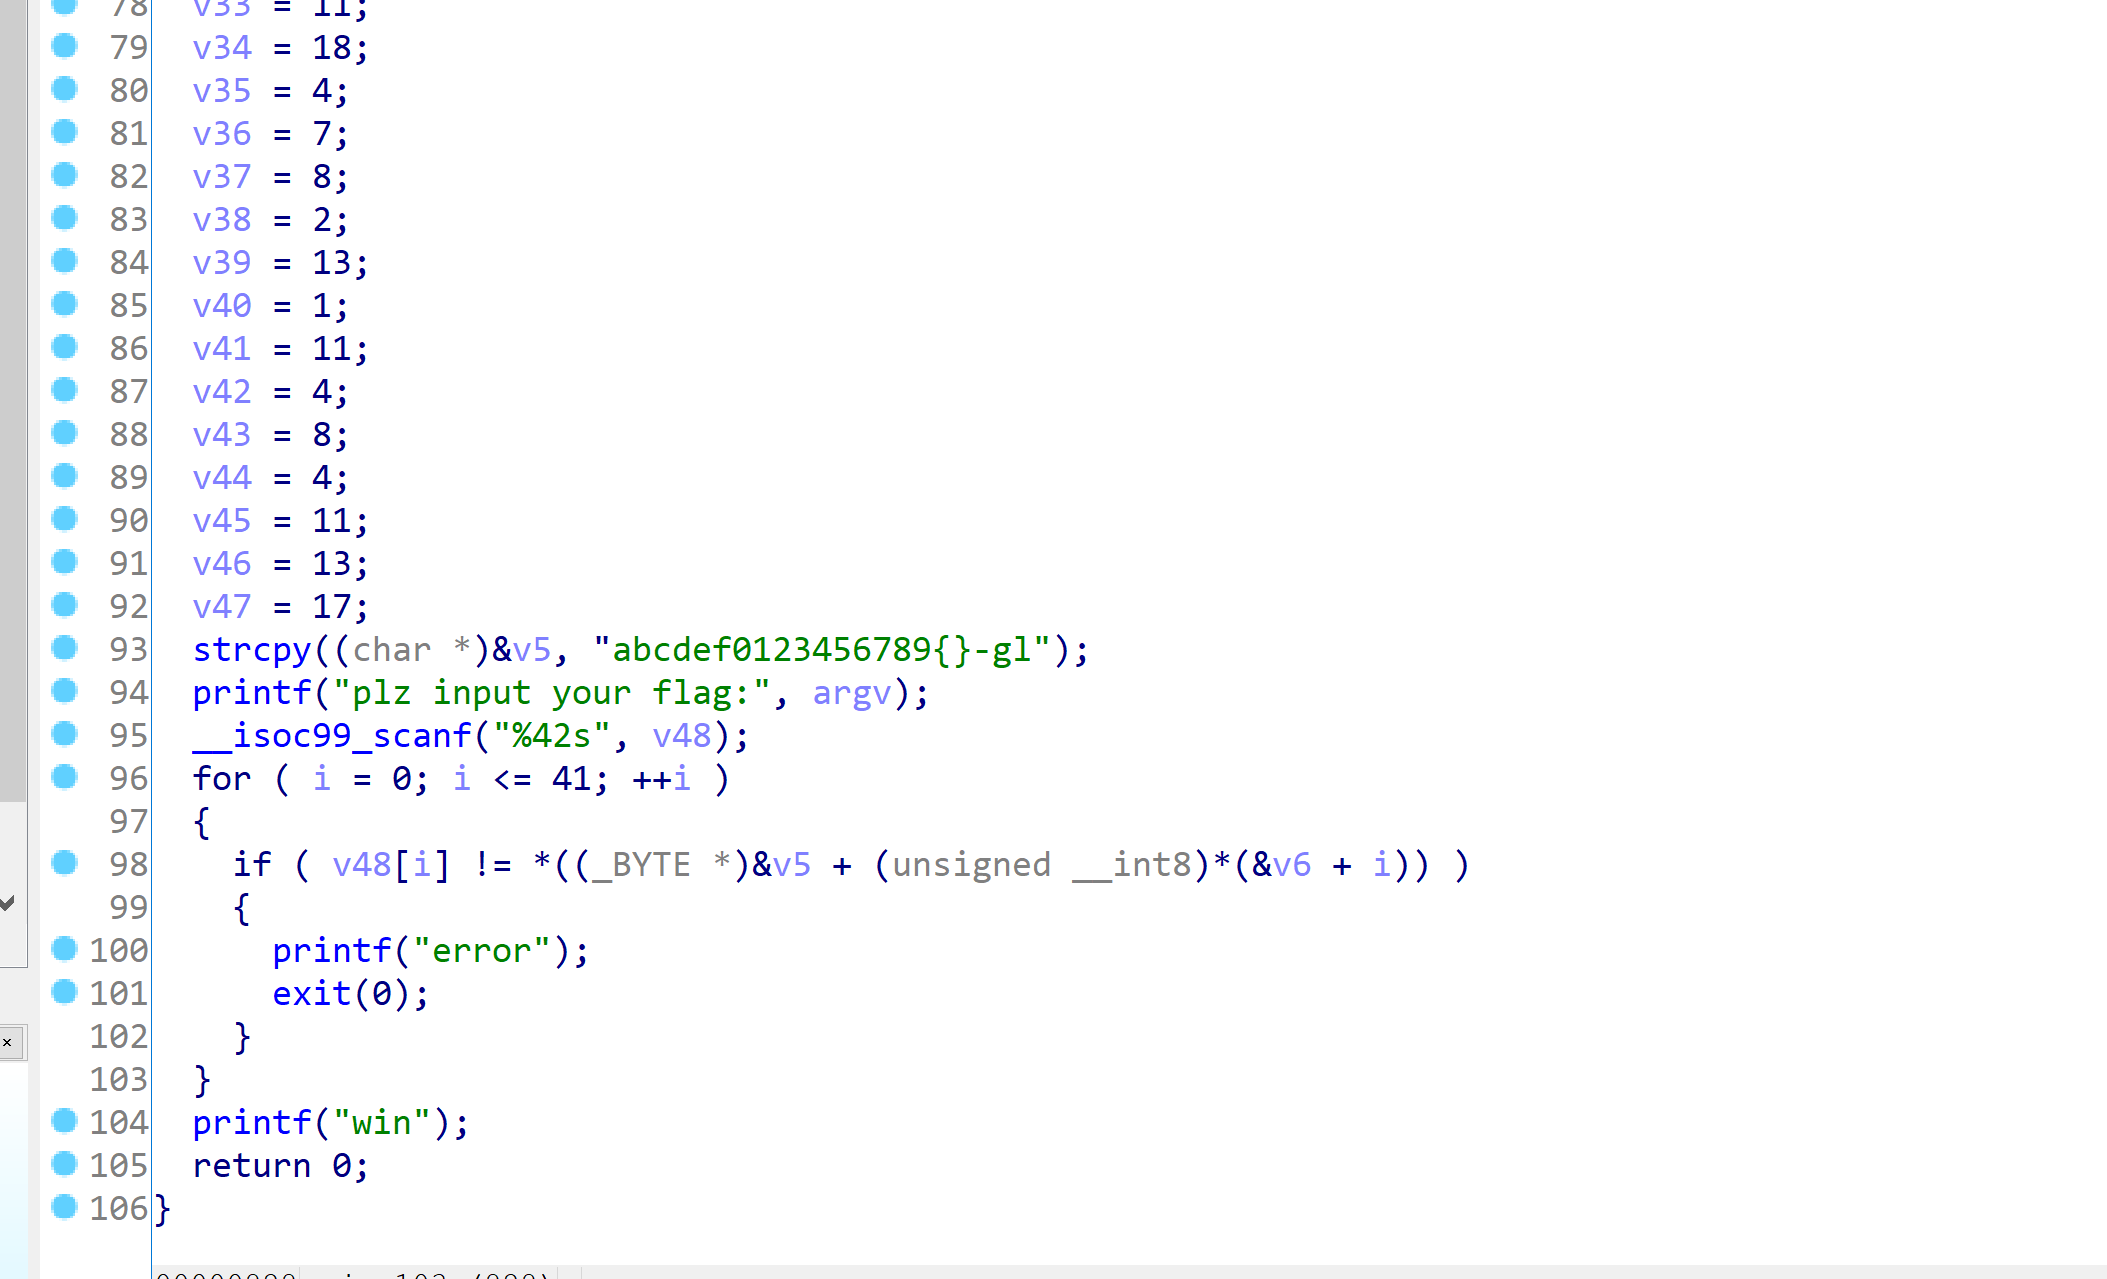 78 v33 = 11;
79 v34 = 18;
80 v35 = 4;
81 v36 = 7;
82 v37 = 8;
83 v38 = 2;
84 v39 = 13;
85 v40 = 1;
86 v41 = 11;
87 v42 = 4;
88 v43 = 8;
89 v44 = 4;
90 v45 = 11;
91 v46 = 13;
92 v47 = 17;
93 strcpy((char *)&v5, "abcdef0123456789{}-gl");
94 printf("plz input your flag:", argv);
95 __isoc99_scanf("%42s", v48);
96 for ( i = 0; i <= 41; ++i )
97 {
98 if ( v48[i] != *((_BYTE *)&v5 + (unsigned __int8)*(&v6 + i)) )
99 {
100 printf("error");
101 exit(0);
102 }
103 }
104 printf("win");
105 return 0;
106 }